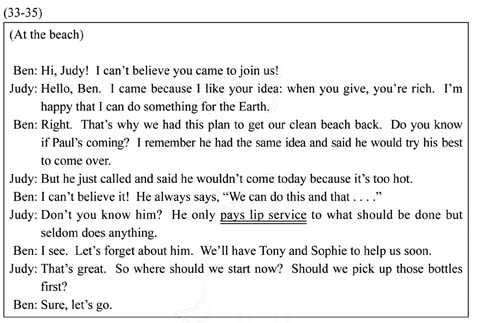 (33-35)
(At the beach)
Ben: Hi, Judy! I can't believe you came to join us!
Judy: Hello, Ben. I came because I like your idea: when you give, you're rich. I'm
happy that I can do something for the Earth.
Ben: Right. That's why we had this plan to get our clean beach back. Do you know
if Paul's coming? I remember he had the same idea and said he would try his best
to come over.
Judy: But he just called and said he wouldn't come today because it's too hot.
Ben: I can't believe it! He always says, “We can do this and that . . . .”
Judy: Don't you know him? He only pays lip service to what should be done but
seldom does anything.
Ben: I see. Let's forget about him. We'll have Tony and Sophie to help us soon.
Judy: That's great. So where should we start now? Should we pick up those bottles
first?
Ben: Sure, let's go.